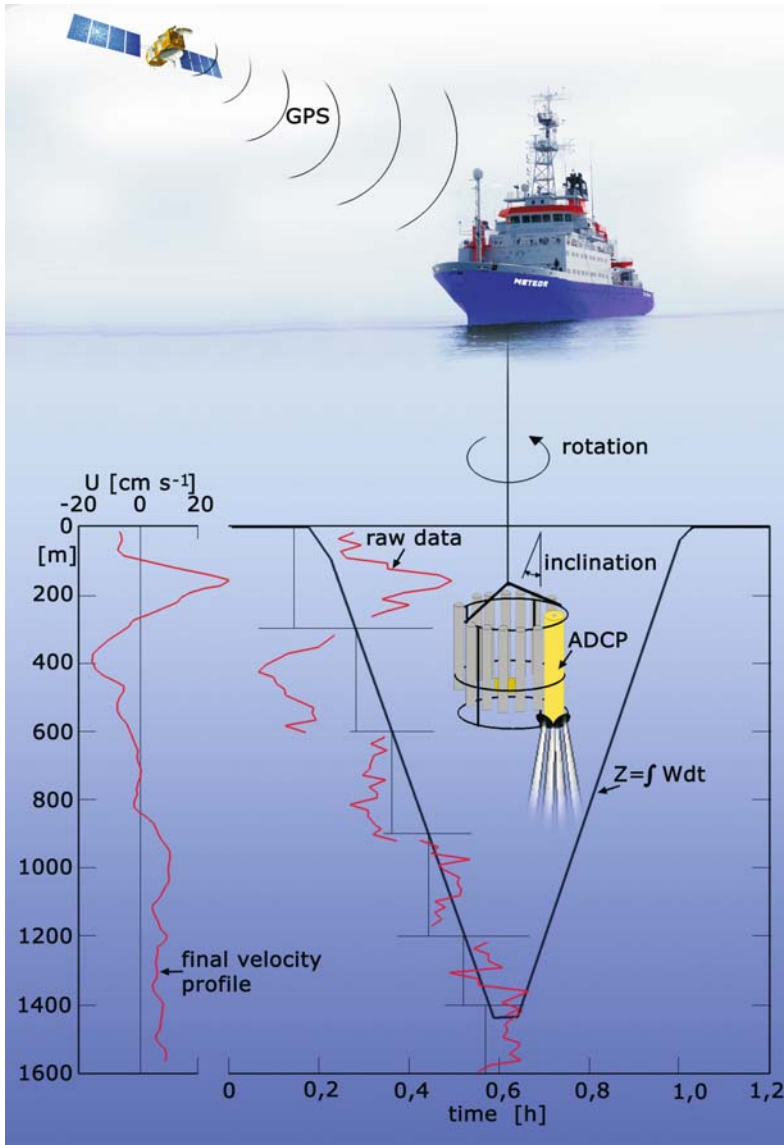 GPS
METEOR
rotation
U [cm s⁻¹]
-20 0 20
0
[m]
200
400
600
800
1000
1200
1400
1600
raw data
inclination
ADCP
Z=∫ Wdt
final velocity
profile
0 0,2 0,4 0,6 0,8 1,0 1,2
time [h]